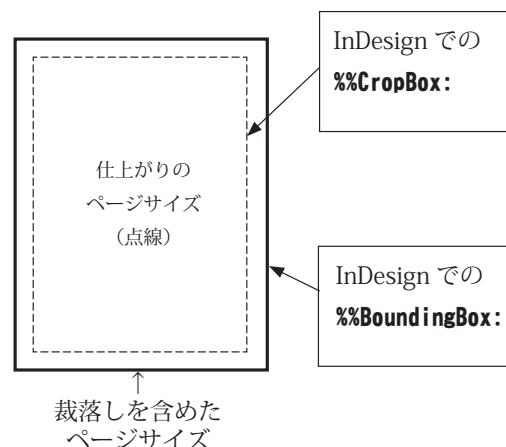 InDesign での
%%CropBox:
仕上がりの
ページサイズ
（点線）
InDesign での
%%BoundingBox:
↑
裁落しを含めた
ページサイズ